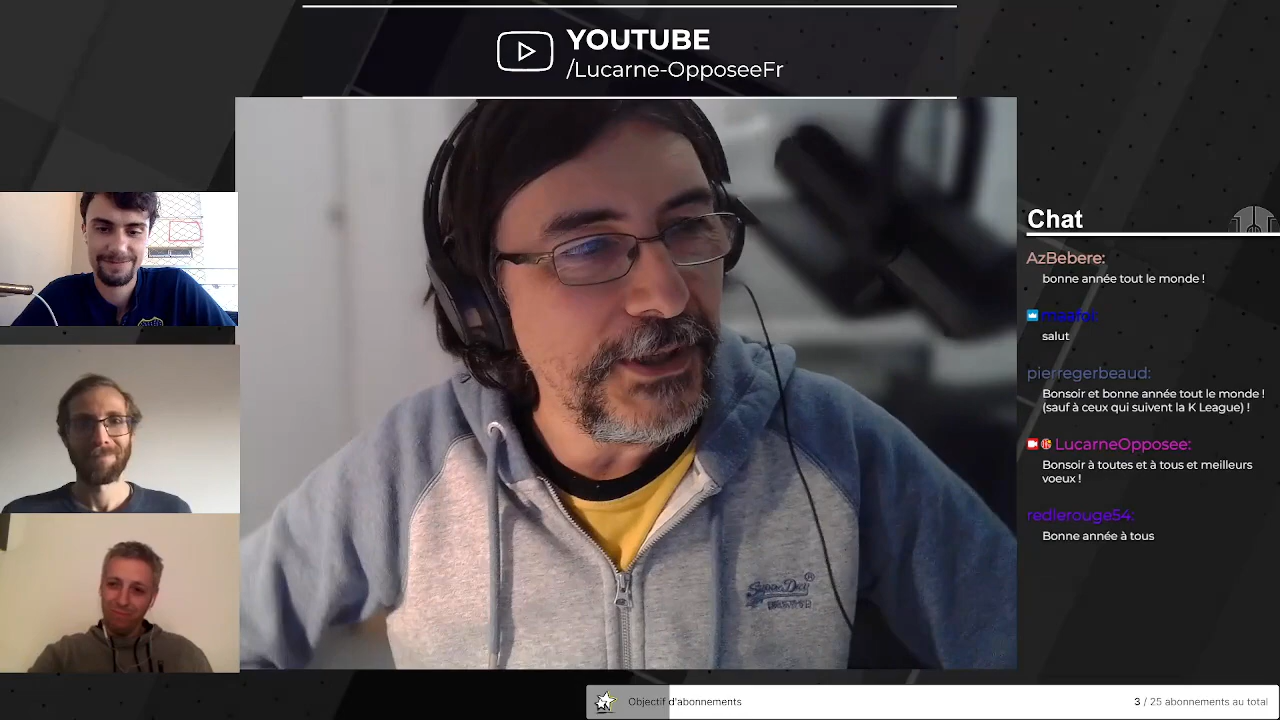 YOUTUBE
/Lucarne-OpposeeFr
Chat
AzBebere:
bonne année tout le monde !
maafoi:
salut
pierregerbeaud:
Bonsoir et bonne année tout le monde !
(sauf à ceux qui suivent la K League) !
LucarneOpposee:
Bonsoir à toutes et à tous et meilleurs
voeux !
redlerouge54:
Bonne année à tous
Objectif d'abonnements
3 / 25 abonnements au total